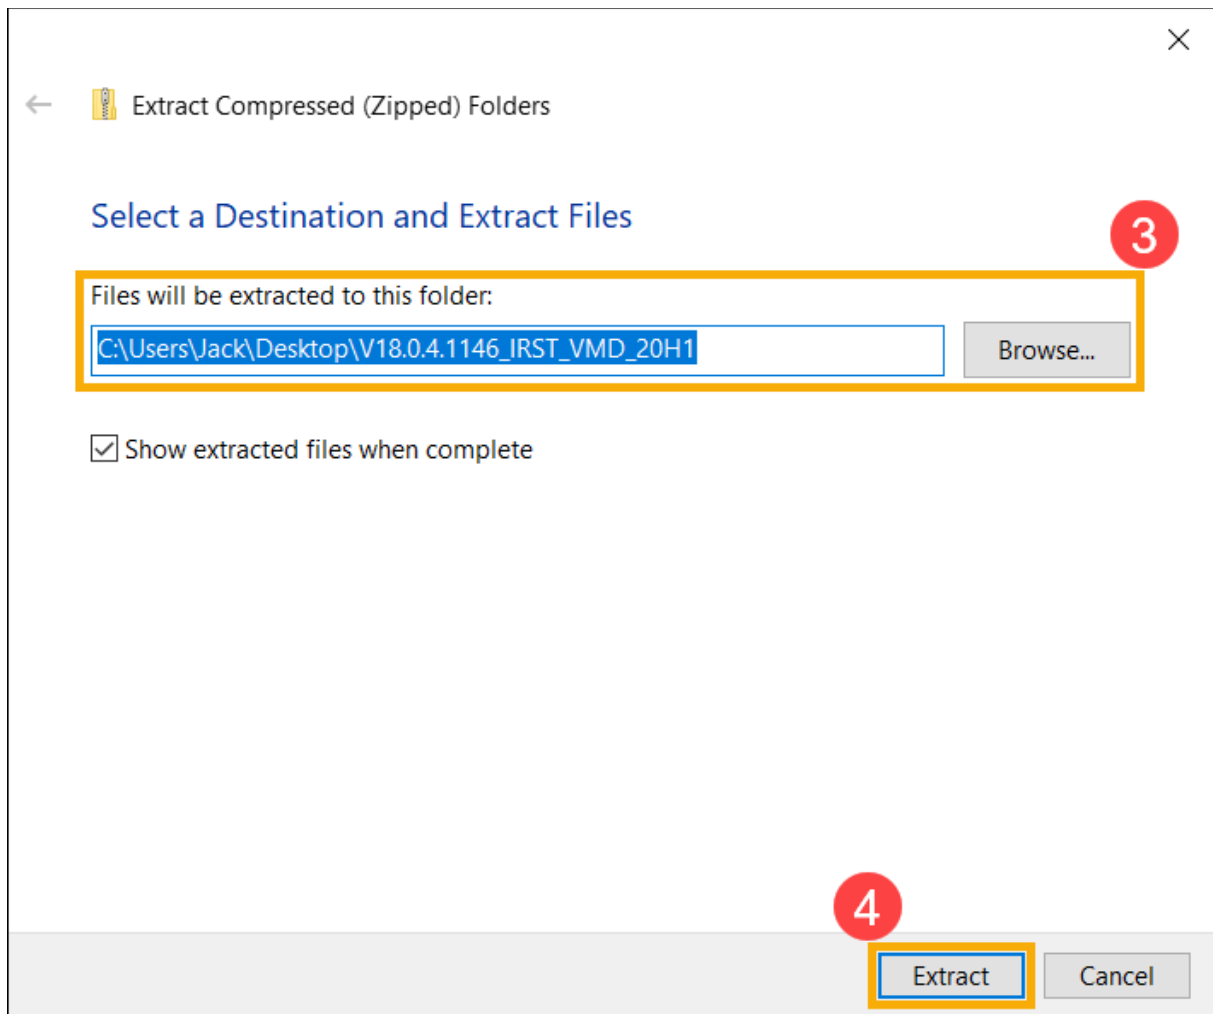 Extract Compressed (Zipped) Folders
Select a Destination and Extract Files
3
Files will be extracted to this folder:
C:\Users\Jack\Desktop\V18.0.4.1146_IRST_VMD_20H1
Browse...
Show extracted files when complete
4
Extract
Cancel